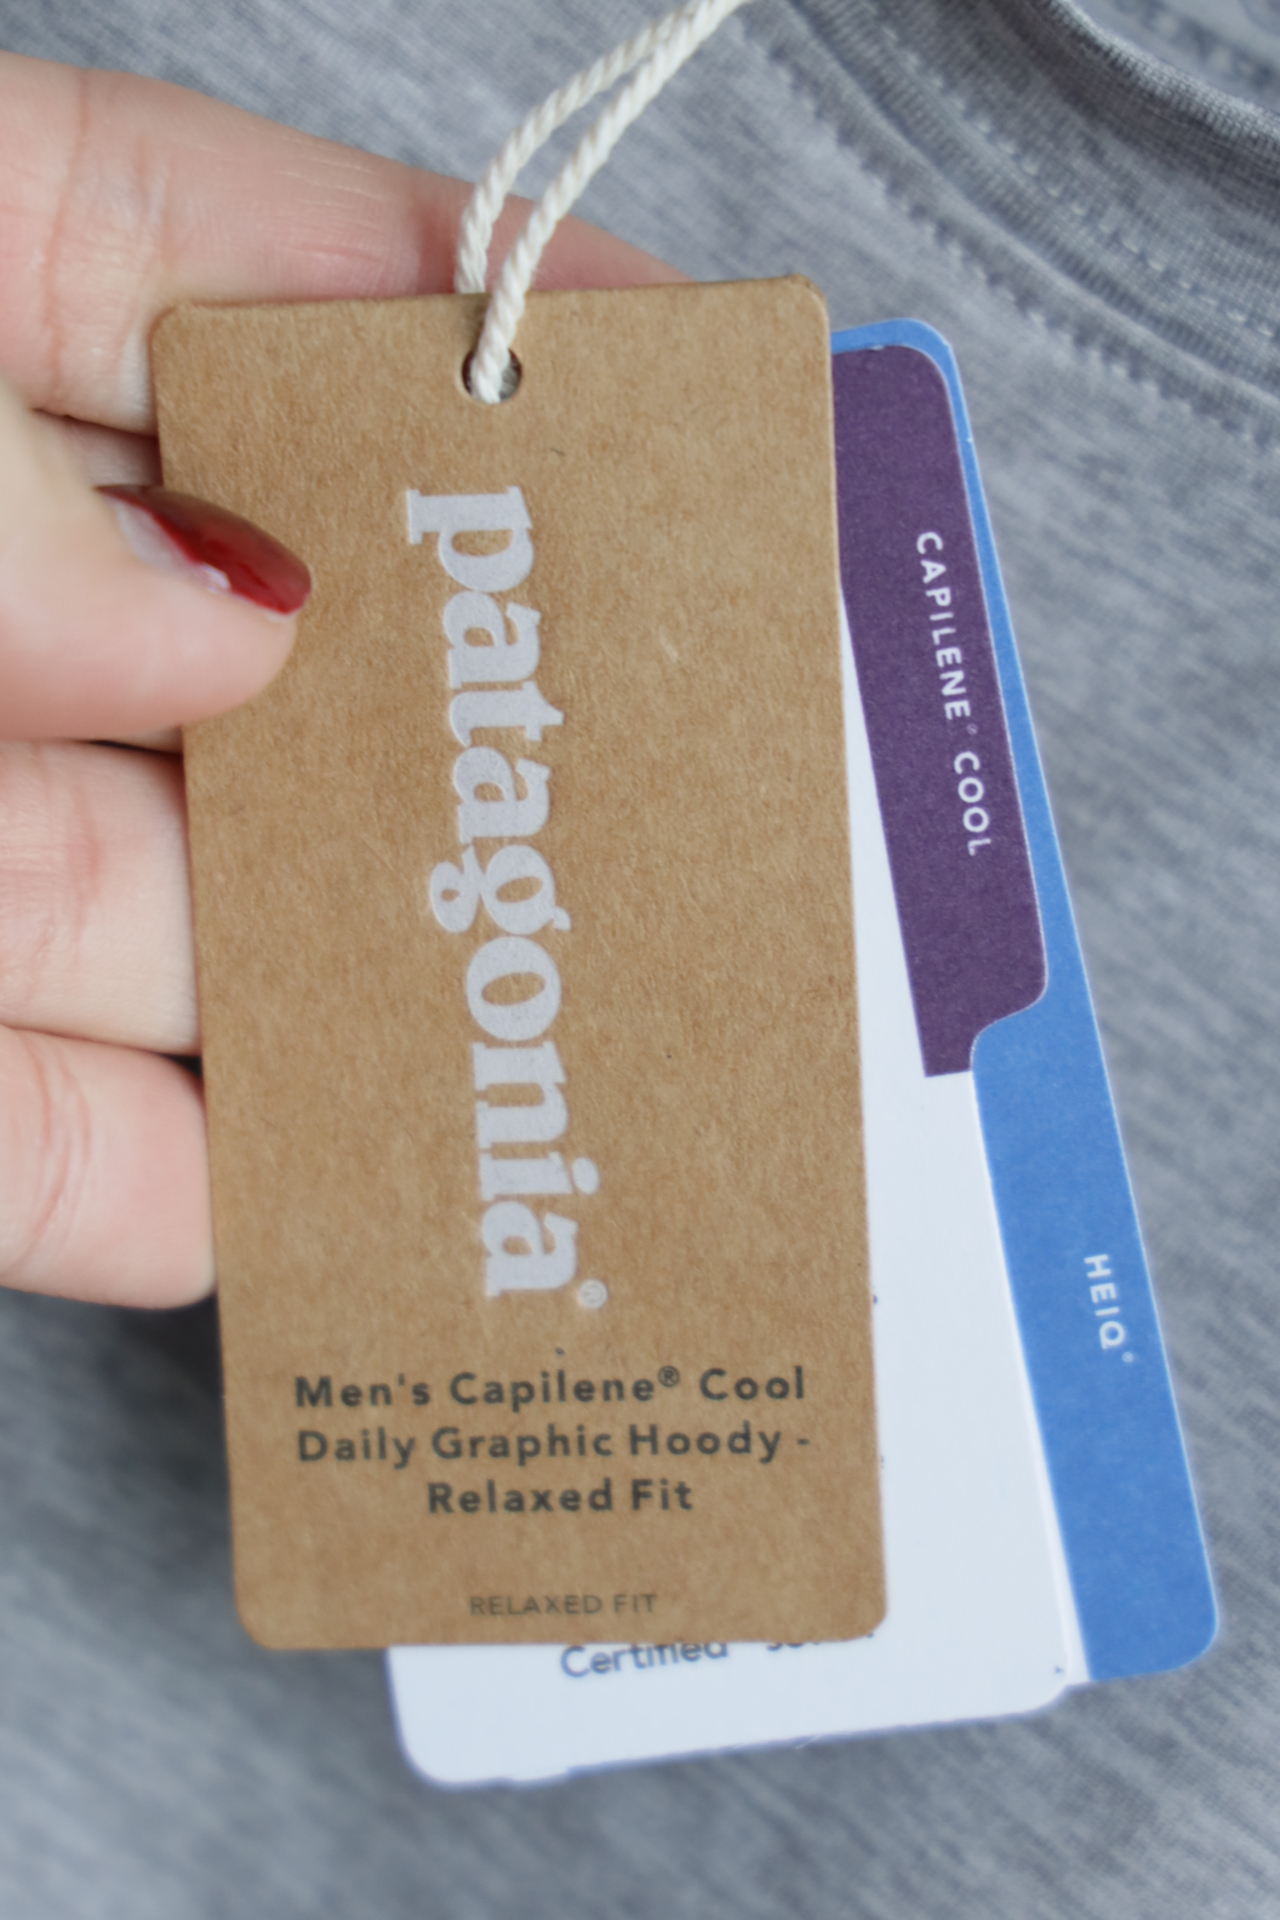 patagonia®
Men's Capilene® Cool
Daily Graphic Hoody -
Relaxed Fit
RELAXED FIT
CAPILENE® COOL
HEIQ®
Certified